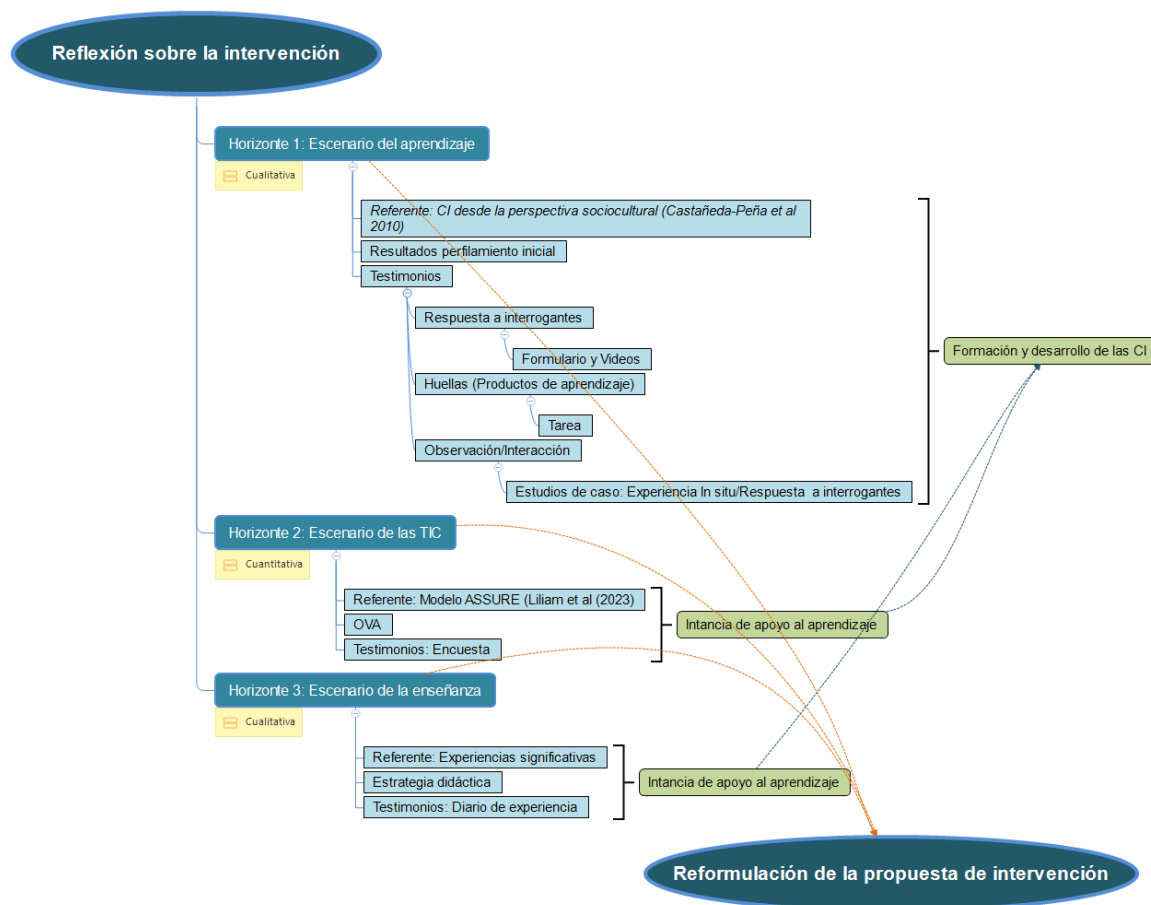 Reflexión sobre la intervención
Horizonte 1: Escenario del aprendizaje
Cualitativa
Referente: CI desde la perspectiva sociocultural (Castañeda-Peña et al
2010)
Resultados perfilamiento inicial
Testimonios
Respuesta a interrogantes
Formulario y Videos
Huellas (Productos de aprendizaje)
Tarea
Observación/Interacción
Estudios de caso: Experiencia In situ/Respuesta a interrogantes
Formación y desarrollo de las CI
Horizonte 2: Escenario de las TIC
Cuantitativa
Referente: Modelo ASSURE (Liliam et al (2023)
OVA
Testimonios: Encuesta
Intancia de apoyo al aprendizaje
Horizonte 3: Escenario de la enseñanza
Cualitativa
Referente: Experiencias significativas
Estrategia didáctica
Testimonios: Diario de experiencia
Intancia de apoyo al aprendizaje
Reformulación de la propuesta de intervención